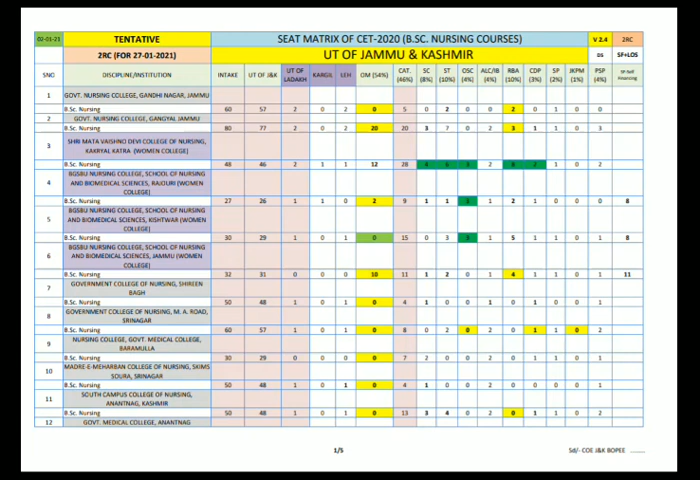 02-01-21 TENTATIVE SEAT MATRIX OF CET-2020 (B.SC. NURSING COURSES) V 2.4 2RC
2RC (FOR 27-01-2021) UT OF JAMMU & KASHMIR DS SF+LOS
SNO DISCIPLINE/INSTITUTION INTAKE UT OF J&K UT OF LADAKH KARGIL LEH OM (54%) CAT. (46%) SC (8%) ST (10%) OSC (4%) ALC/IB (4%) RBA (10%) CDP (3%) SP (2%) JKPM (1%) PSP (4%) SF-Self Financing
1 GOVT. NURSING COLLEGE, GANDHI NAGAR, JAMMU
B.Sc. Nursing 60 57 2 0 2 0 5 0 2 0 0 2 0 1 0 0
2 GOVT. NURSING COLLEGE, GANGYAL JAMMU
B.Sc. Nursing 80 77 2 0 2 20 20 3 7 0 2 3 1 1 0 3
3 SHRI MATA VAISHNO DEVI COLLEGE OF NURSING,
KAKRYAL KATRA (WOMEN COLLEGE)
B.Sc. Nursing 48 46 2 1 1 12 28 2 1 0 2
4 BGSBU NURSING COLLEGE, SCHOOL OF NURSING
AND BIOMEDICAL SCIENCES, RAJOURI (WOMEN
COLLEGE)
B.Sc. Nursing 27 26 1 1 0 2 9 1 1 1 2 1 0 0 0 8
5 BGSBU NURSING COLLEGE, SCHOOL OF NURSING
AND BIOMEDICAL SCIENCES, KISHTWAR (WOMEN
COLLEGE)
B.Sc. Nursing 30 29 1 0 1 0 15 0 3 1 5 1 1 0 1 8
6 BGSBU NURSING COLLEGE, SCHOOL OF NURSING
AND BIOMEDICAL SCIENCES, JAMMU (WOMEN
COLLEGE)
B.Sc. Nursing 32 31 0 0 0 10 11 1 2 0 1 4 1 1 0 1 11
7 GOVERNMENT COLLEGE OF NURSING, SHIREEN
BAGH
B.Sc. Nursing 50 48 1 0 1 0 4 1 0 0 1 0 1 0 0 1
8 GOVERNMENT COLLEGE OF NURSING, M. A. ROAD,
SRINAGAR
B.Sc. Nursing 60 57 1 0 1 0 8 0 2 0 2 0 1 1 0 2
9 NURSING COLLEGE, GOVT. MEDICAL COLLEGE,
BARAMULLA
B.Sc. Nursing 30 29 0 0 0 0 7 2 0 0 2 0 1 1 0 1
10 MADRE-E-MEHARBAN COLLEGE OF NURSING, SKIMS
SOURA, SRINAGAR
B.Sc. Nursing 50 48 1 0 1 0 4 1 0 0 2 0 0 0 0 1
11 SOUTH CAMPUS COLLEGE OF NURSING,
ANANTNAG, KASHMIR
B.Sc. Nursing 50 48 1 0 1 0 13 3 4 0 2 0 1 1 0 2
12 GOVT. MEDICAL COLLEGE, ANANTNAG
1/5 Sd/- COE J&K BOPEE